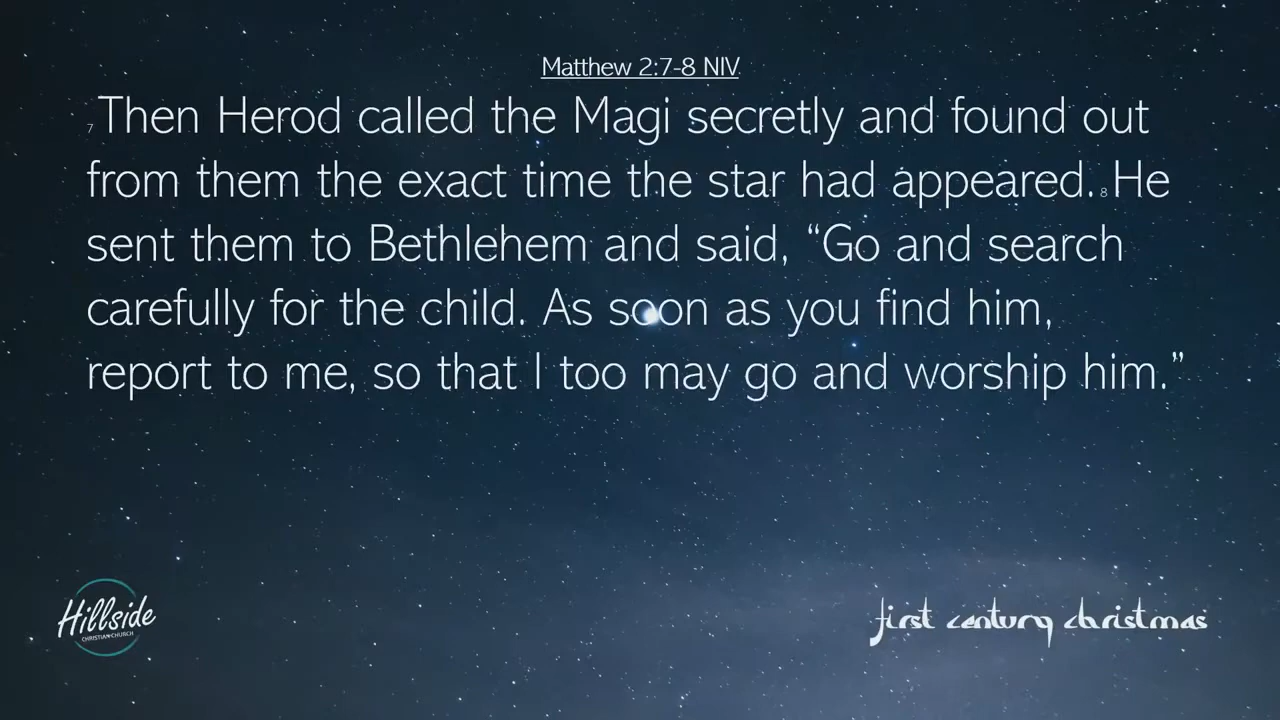 Matthew 2:7-8 NIV
7 Then Herod called the Magi secretly and found out
from them the exact time the star had appeared. 8 He
sent them to Bethlehem and said, “Go and search
carefully for the child. As soon as you find him,
report to me, so that I too may go and worship him.”
Hillside
CHRISTIAN CHURCH
first century christmas